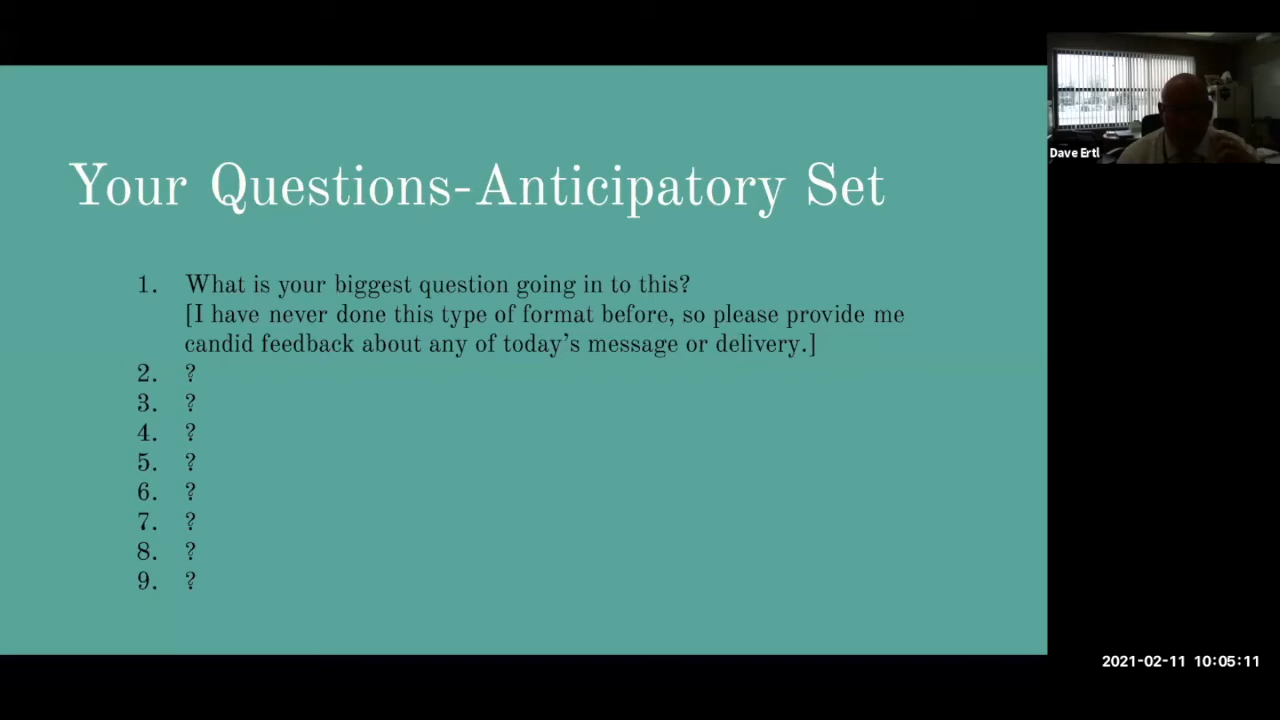 Your Questions-Anticipatory Set
1. What is your biggest question going in to this?
[I have never done this type of format before, so please provide me
candid feedback about any of today's message or delivery.]
2. ?
3. ?
4. ?
5. ?
6. ?
7. ?
8. ?
9. ?
Dave Ertl
2021-02-11 10:05:11